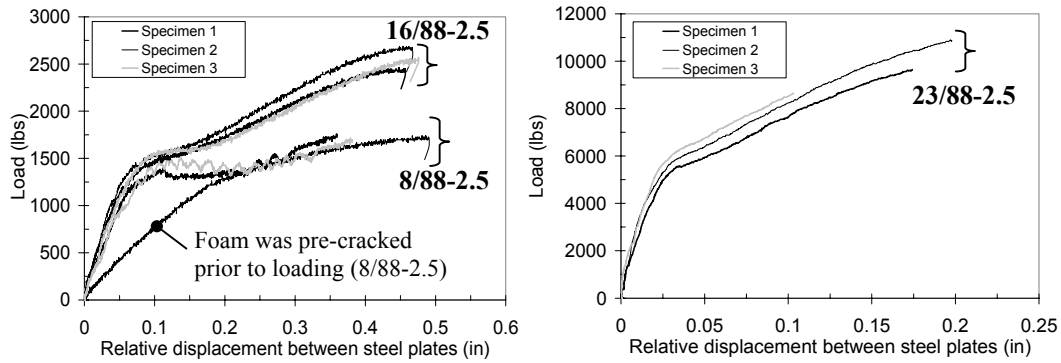 3000
2500
2000
1500
1000
500
0
Load (lbs)
Specimen 1
Specimen 2
Specimen 3
16/88-2.5
8/88-2.5
Foam was pre-cracked
prior to loading (8/88-2.5)
0 0.1 0.2 0.3 0.4 0.5 0.6
Relative displacement between steel plates (in)
12000
10000
8000
6000
4000
2000
0
Load (lbs)
Specimen 1
Specimen 2
Specimen 3
23/88-2.5
0 0.05 0.1 0.15 0.2 0.25
Relative displacement between steel plates (in)